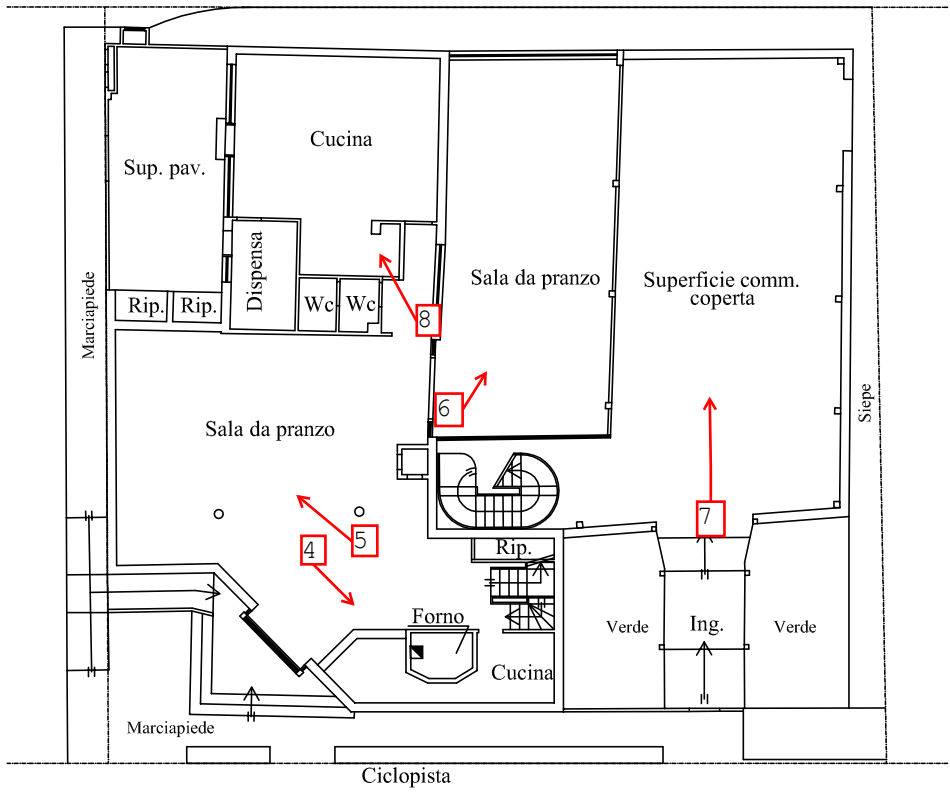 Cucina
Sup. pav.
Dispensa
Sala da pranzo
Superficie comm.
coperta
Marciapiede
Rip.
Rip.
Wc
Wc
8
6
Siepe
Sala da pranzo
7
5
4
Rip.
Forno
Verde
Ing.
Verde
Cucina
Marciapiede
Ciclopista